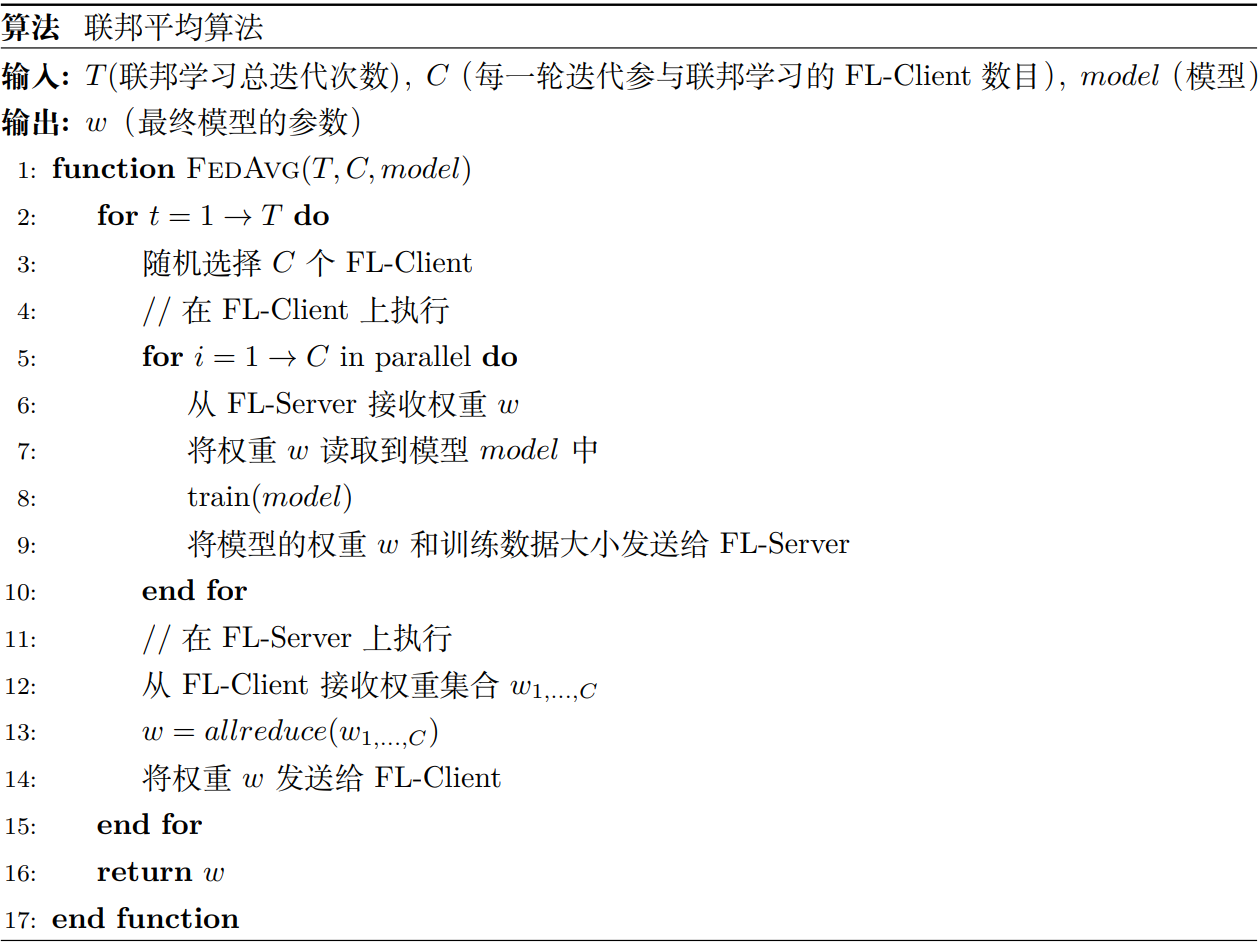 算法 联邦平均算法
输入: T(联邦学习总迭代次数), C（每一轮迭代参与联邦学习的 FL-Client 数目）, model（模型）
输出: w（最终模型的参数）
1: function FedAvg(T, C, model)
2: for t = 1 → T do
3: 随机选择 C 个 FL-Client
4: // 在 FL-Client 上执行
5: for i = 1 → C in parallel do
6: 从 FL-Server 接收权重 w
7: 将权重 w 读取到模型 model 中
8: train(model)
9: 将模型的权重 w 和训练数据大小发送给 FL-Server
10: end for
11: // 在 FL-Server 上执行
12: 从 FL-Client 接收权重集合 w₁,...,C
13: w = allreduce(w₁,...,C)
14: 将权重 w 发送给 FL-Client
15: end for
16: return w
17: end function